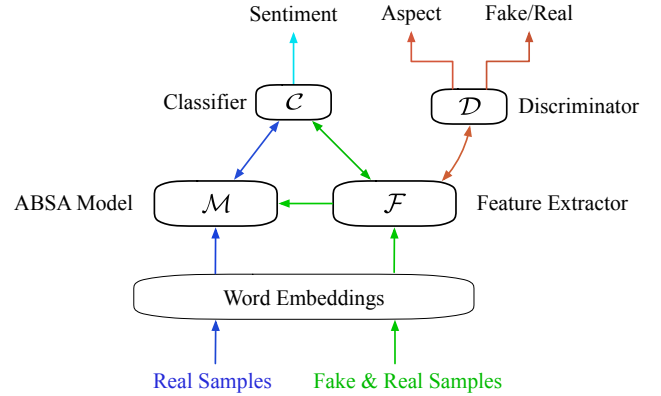 Sentiment
Aspect
Fake/Real
Classifier
C
D
Discriminator
ABSA Model
M
F
Feature Extractor
Word Embeddings
Real Samples
Fake & Real Samples